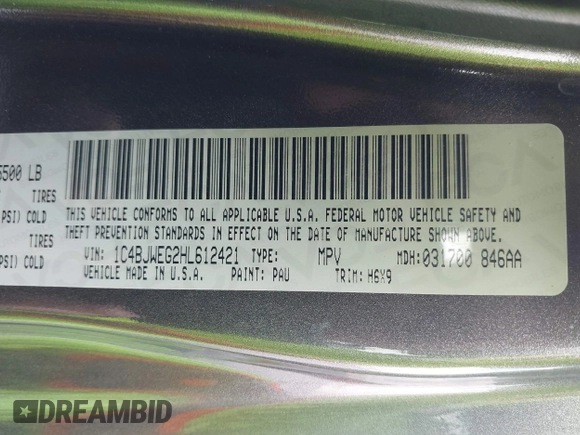 5500 LB
TIRES
PSI) COLD
TIRES
PSI) COLD
THIS VEHICLE CONFORMS TO ALL APPLICABLE U.S.A. FEDERAL MOTOR VEHICLE SAFETY AND
THEFT PREVENTION STANDARDS IN EFFECT ON THE DATE OF MANUFACTURE SHOWN ABOVE.
VIN: 1C4BJWEG2HL612421 TYPE: MPV MDH: 031700 846AA
VEHICLE MADE IN U.S.A. PAINT: PAU TRIM: H6X9
DREAMBID